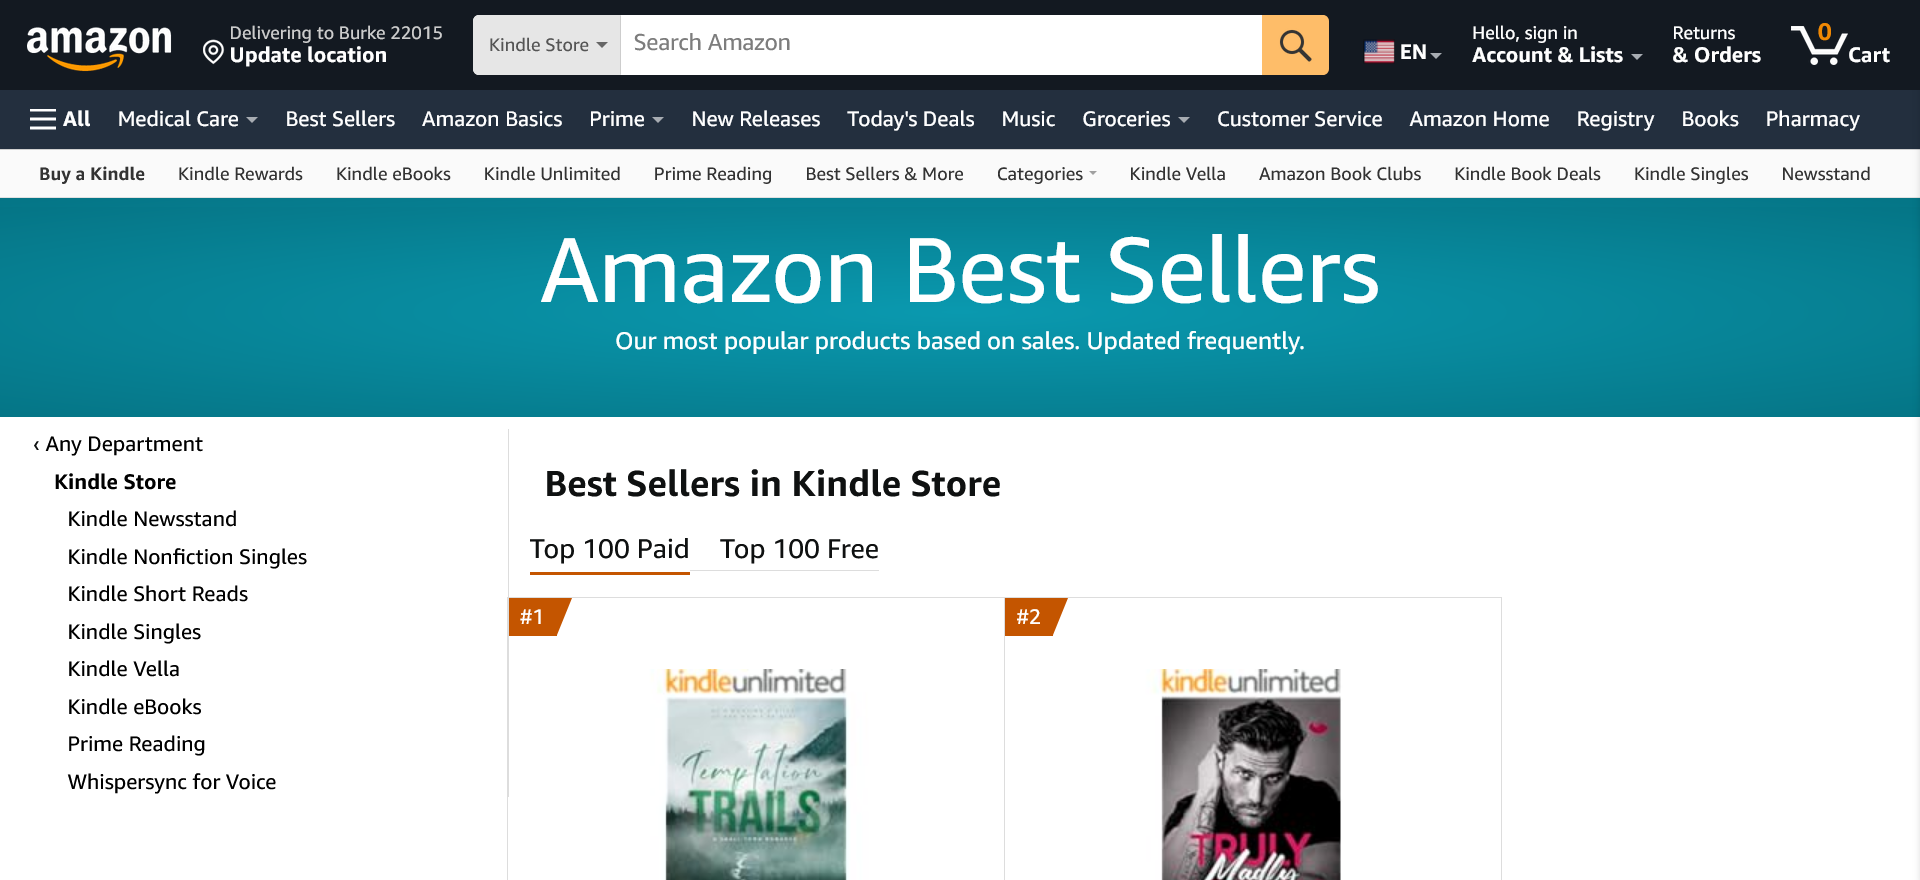 amazon
Delivering to Burke 22015
Update location
Kindle Store
Search Amazon
EN
Hello, sign in
Account & Lists
Returns
& Orders
0
Cart
All
Medical Care
Best Sellers
Amazon Basics
Prime
New Releases
Today's Deals
Music
Groceries
Customer Service
Amazon Home
Registry
Books
Pharmacy
Buy a Kindle
Kindle Rewards
Kindle eBooks
Kindle Unlimited
Prime Reading
Best Sellers & More
Categories
Kindle Vella
Amazon Book Clubs
Kindle Book Deals
Kindle Singles
Newsstand
Amazon Best Sellers
Our most popular products based on sales. Updated frequently.
‹ Any Department
Kindle Store
Kindle Newsstand
Kindle Nonfiction Singles
Kindle Short Reads
Kindle Singles
Kindle Vella
Kindle eBooks
Prime Reading
Whispersync for Voice
Best Sellers in Kindle Store
Top 100 Paid
Top 100 Free
#1
kindleunlimited
Temptation
TRAILS
A SMALL TOWN ROMANCE
#2
kindleunlimited
TRULY
Madly